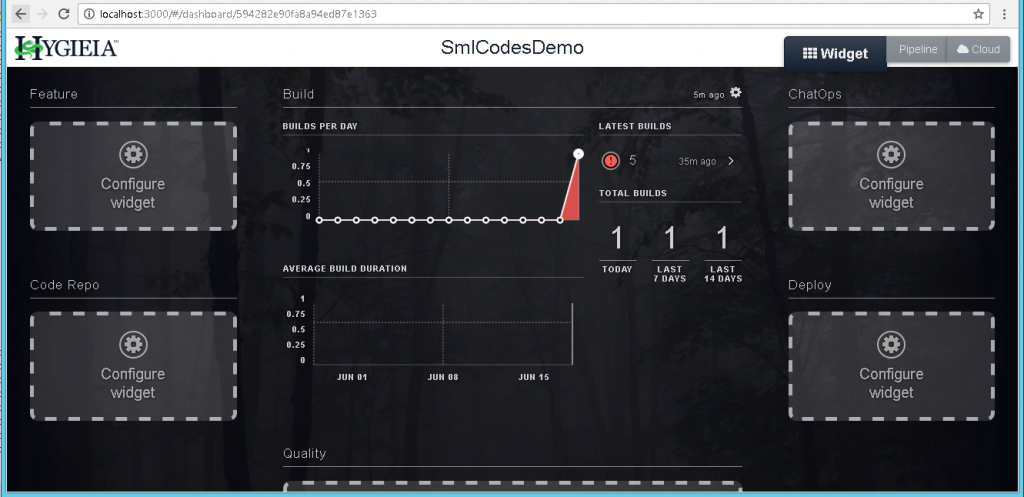 localhost:3000/#/dashboard/594282e90fa8a94ed87e1363
HYGIEIA™
SmlCodesDemo
Widget
Pipeline
Cloud
Feature
Configure
widget
Code Repo
Configure
widget
Build
5m ago
BUILDS PER DAY
1
0.75
0.5
0.25
0
LATEST BUILDS
5
35m ago
TOTAL BUILDS
1
TODAY
1
LAST
7 DAYS
1
LAST
14 DAYS
AVERAGE BUILD DURATION
1
0.75
0.5
0.25
0
JUN 01
JUN 08
JUN 15
Quality
ChatOps
Configure
widget
Deploy
Configure
widget